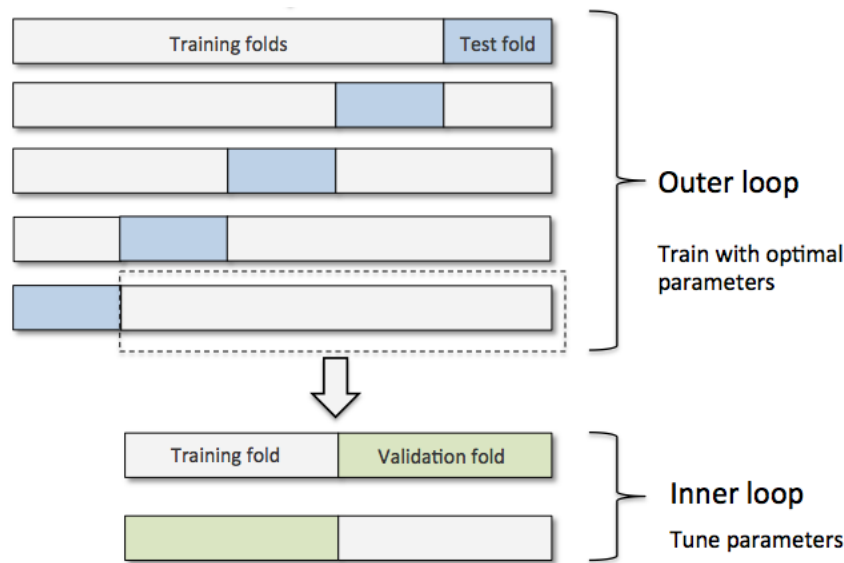 Training folds
Test fold
Outer loop
Train with optimal
parameters
Training fold
Validation fold
Inner loop
Tune parameters